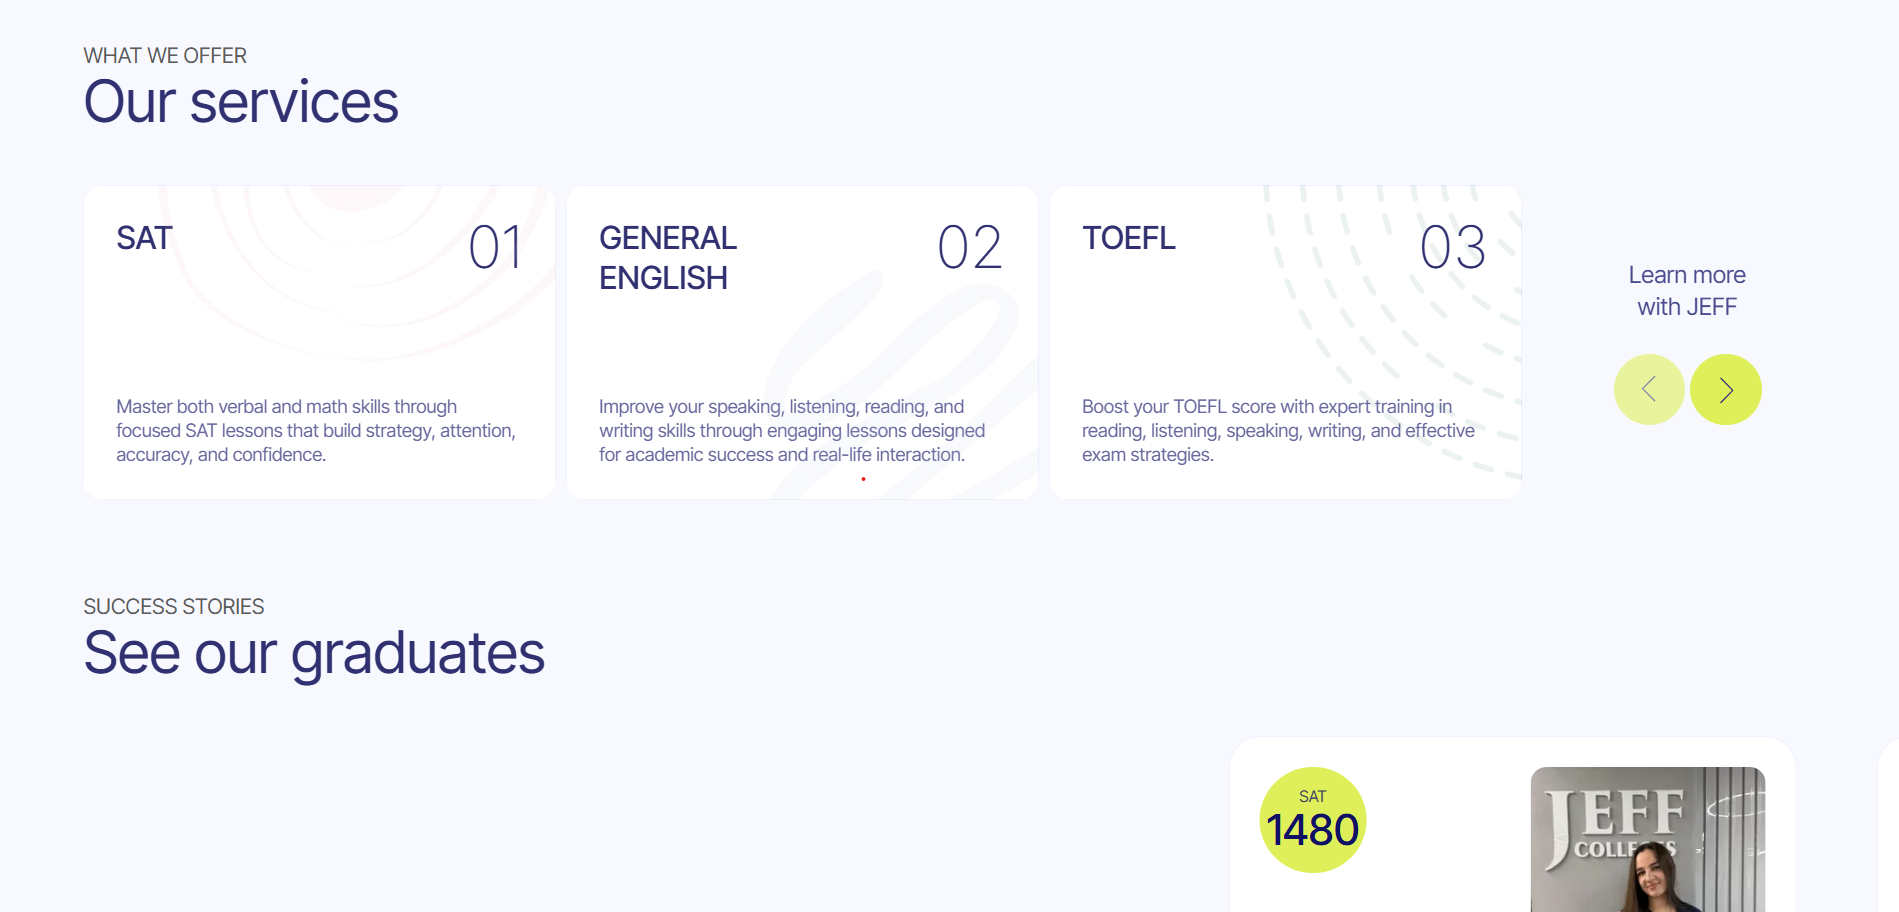 WHAT WE OFFER
Our services
SAT
01
Master both verbal and math skills through
focused SAT lessons that build strategy, attention,
accuracy, and confidence.
GENERAL
ENGLISH
02
Improve your speaking, listening, reading, and
writing skills through engaging lessons designed
for academic success and real-life interaction.
TOEFL
03
Boost your TOEFL score with expert training in
reading, listening, speaking, writing, and effective
exam strategies.
Learn more
with JEFF
SUCCESS STORIES
See our graduates
SAT
1480
JEFF